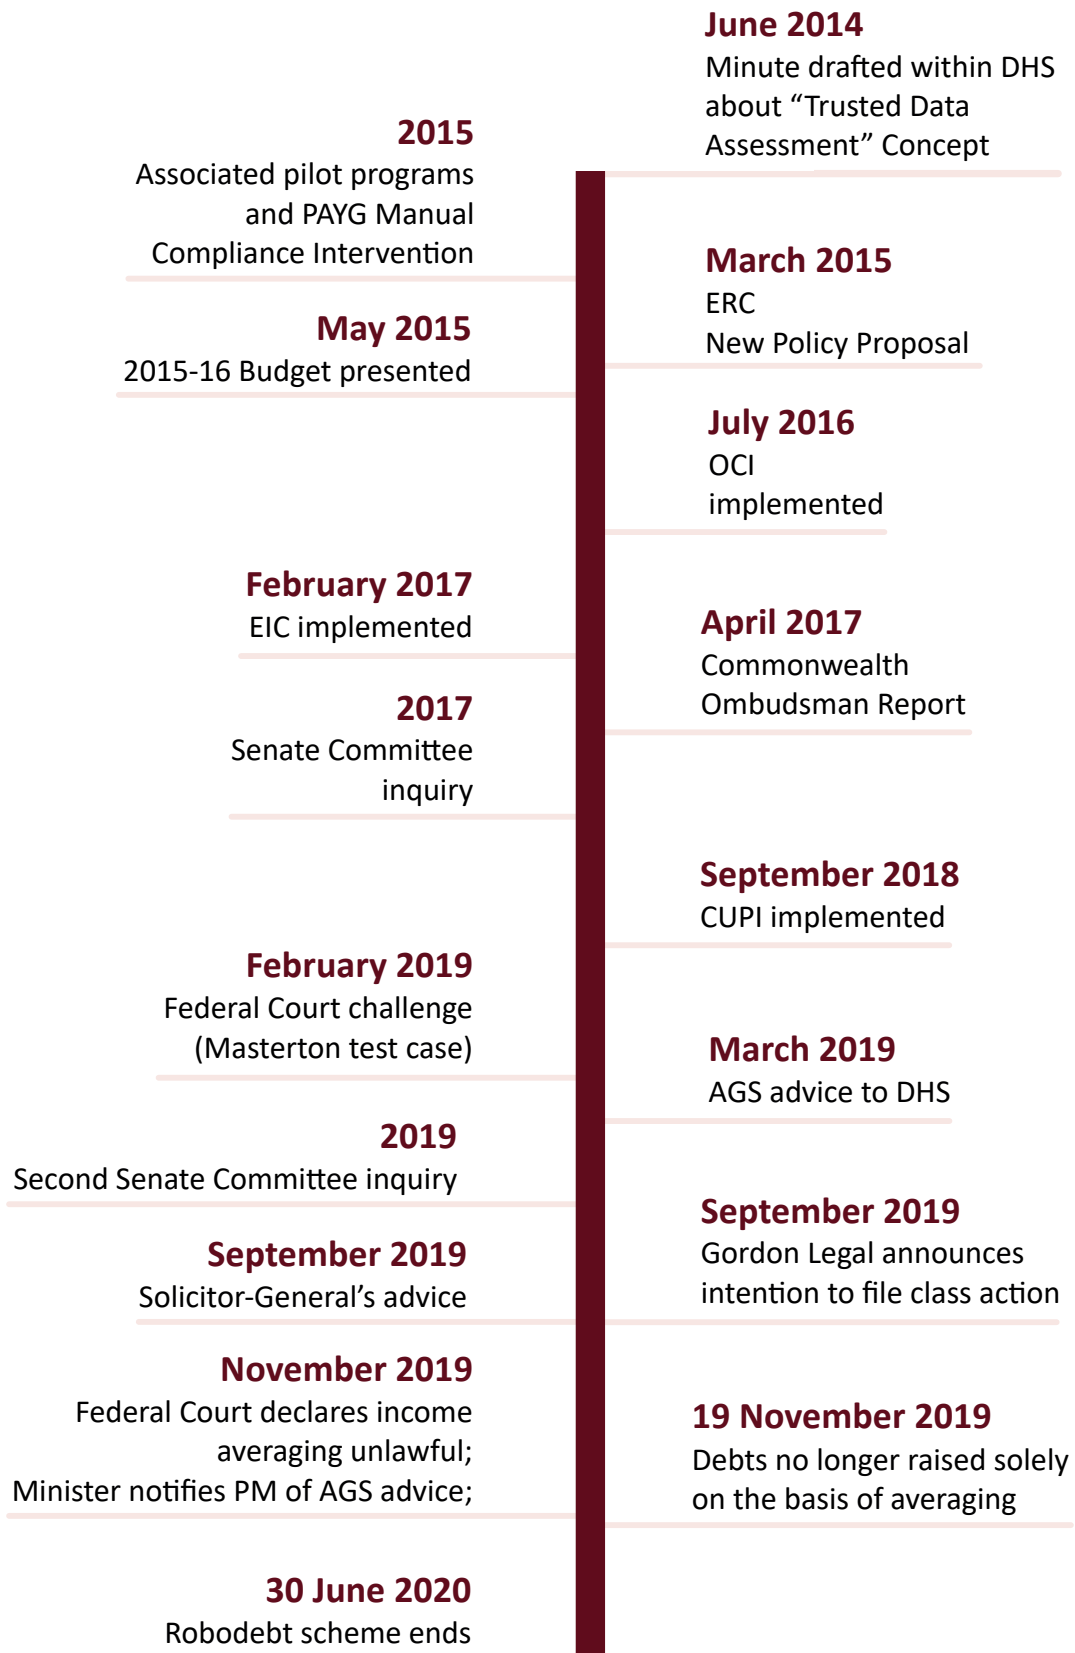 June 2014
Minute drafted within DHS
about “Trusted Data
Assessment” Concept
2015
Associated pilot programs
and PAYG Manual
Compliance Intervention
March 2015
ERC
New Policy Proposal
May 2015
2015-16 Budget presented
July 2016
OCI
implemented
February 2017
EIC implemented
April 2017
Commonwealth
Ombudsman Report
2017
Senate Committee
inquiry
September 2018
CUPI implemented
February 2019
Federal Court challenge
(Masterton test case)
March 2019
AGS advice to DHS
2019
Second Senate Committee inquiry
September 2019
Gordon Legal announces
intention to file class action
September 2019
Solicitor-General’s advice
November 2019
Federal Court declares income
averaging unlawful;
Minister notifies PM of AGS advice;
19 November 2019
Debts no longer raised solely
on the basis of averaging
30 June 2020
Robodebt scheme ends